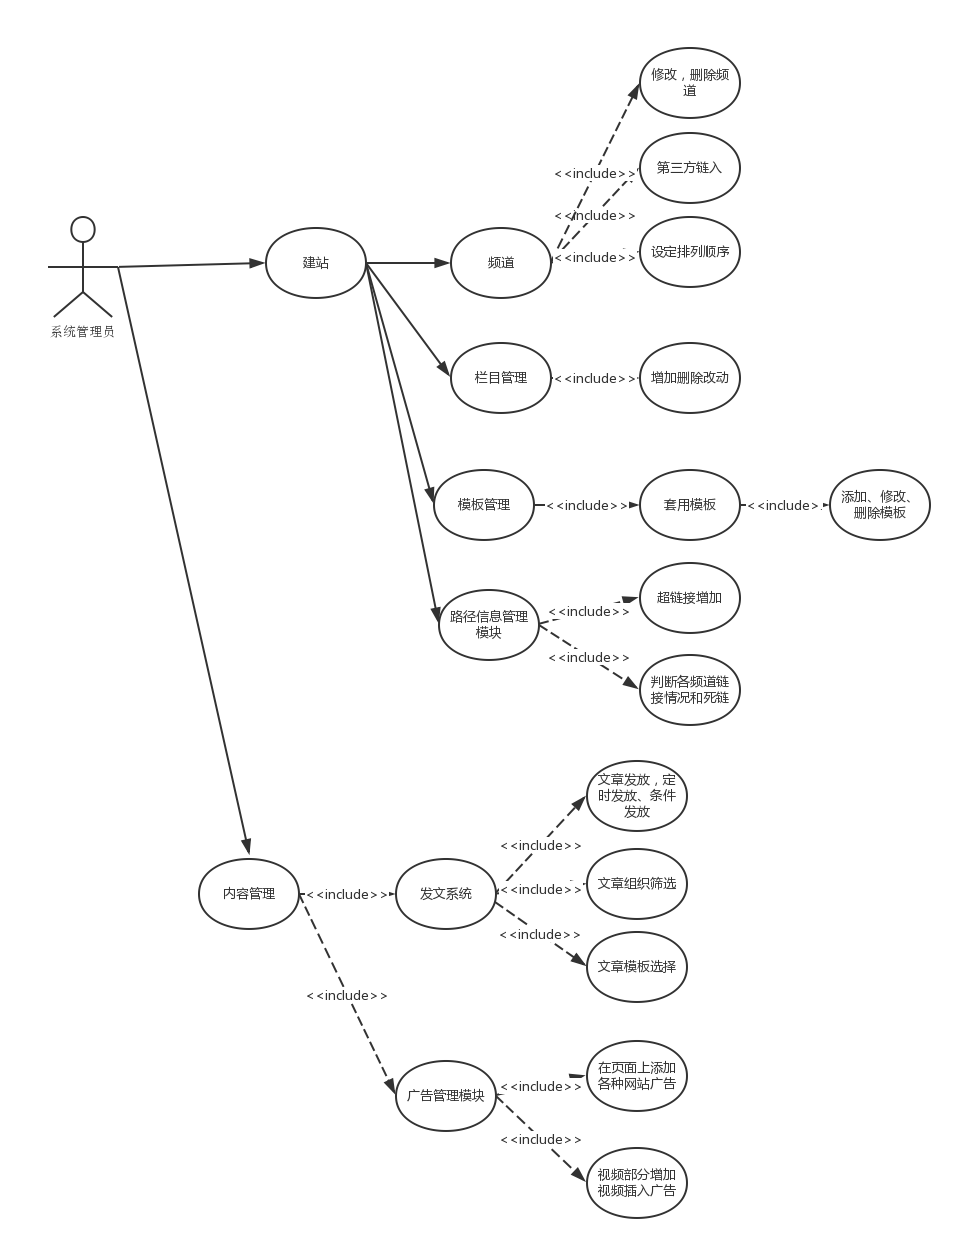 修改，删除频
道
<<include>>
第三方链入
<<include>>
设定排列顺序
<<include>>
建站
频道
系统管理员
栏目管理
<<include>>
增加删除改动
模板管理
<<include>>
套用模板
<<include>>
添加、修改、
删除模板
路径信息管理
模块
<<include>>
超链接增加
<<include>>
判断各频道链
接情况和死链
文章发放，定
时发放、条件
发放
<<include>>
内容管理
<<include>>
发文系统
<<include>>
文章组织筛选
<<include>>
文章模板选择
<<include>>
广告管理模块
<<include>>
在页面上添加
各种网站广告
<<include>>
视频部分增加
视频插入广告